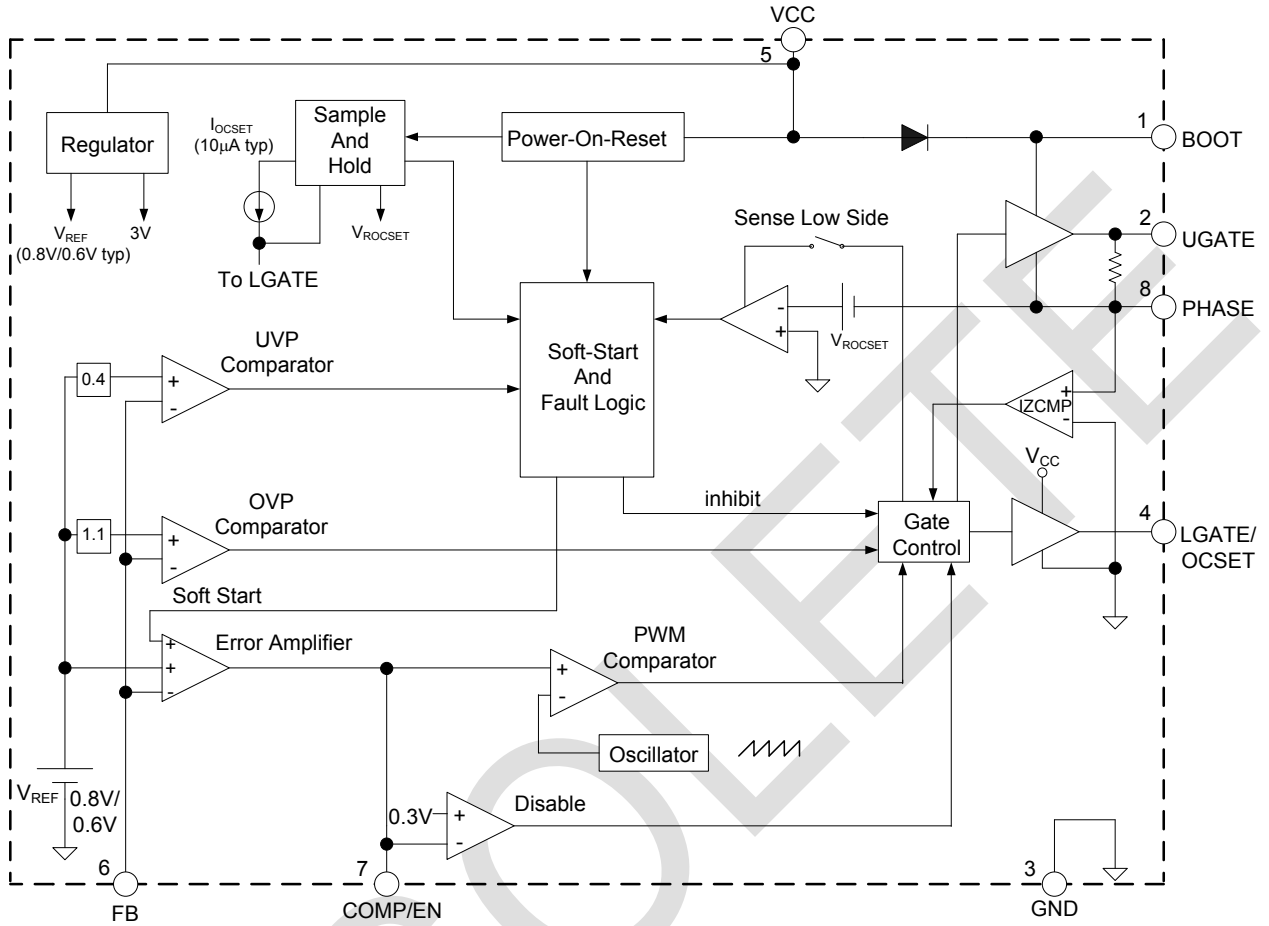 VCC
5
Regulator
V_REF
(0.8V/0.6V typ)
3V
I_OCSET
(10µA typ)
Sample
And
Hold
V_ROCSET
To LGATE
Power-On-Reset
1
BOOT
Sense Low Side
2
UGATE
8
PHASE
-
+
V_ROCSET
UVP
Comparator
0.4
+
-
Soft-Start
And
Fault Logic
+
IZCMP
-
V_CC
OVP
Comparator
1.1
+
-
inhibit
Gate
Control
4
LGATE/
OCSET
Soft Start
+
+
-
Error Amplifier
PWM
Comparator
+
-
Oscillator
V_REF
0.8V/
0.6V
0.3V
+
-
Disable
6
FB
7
COMP/EN
3
GND
OBSOLETE